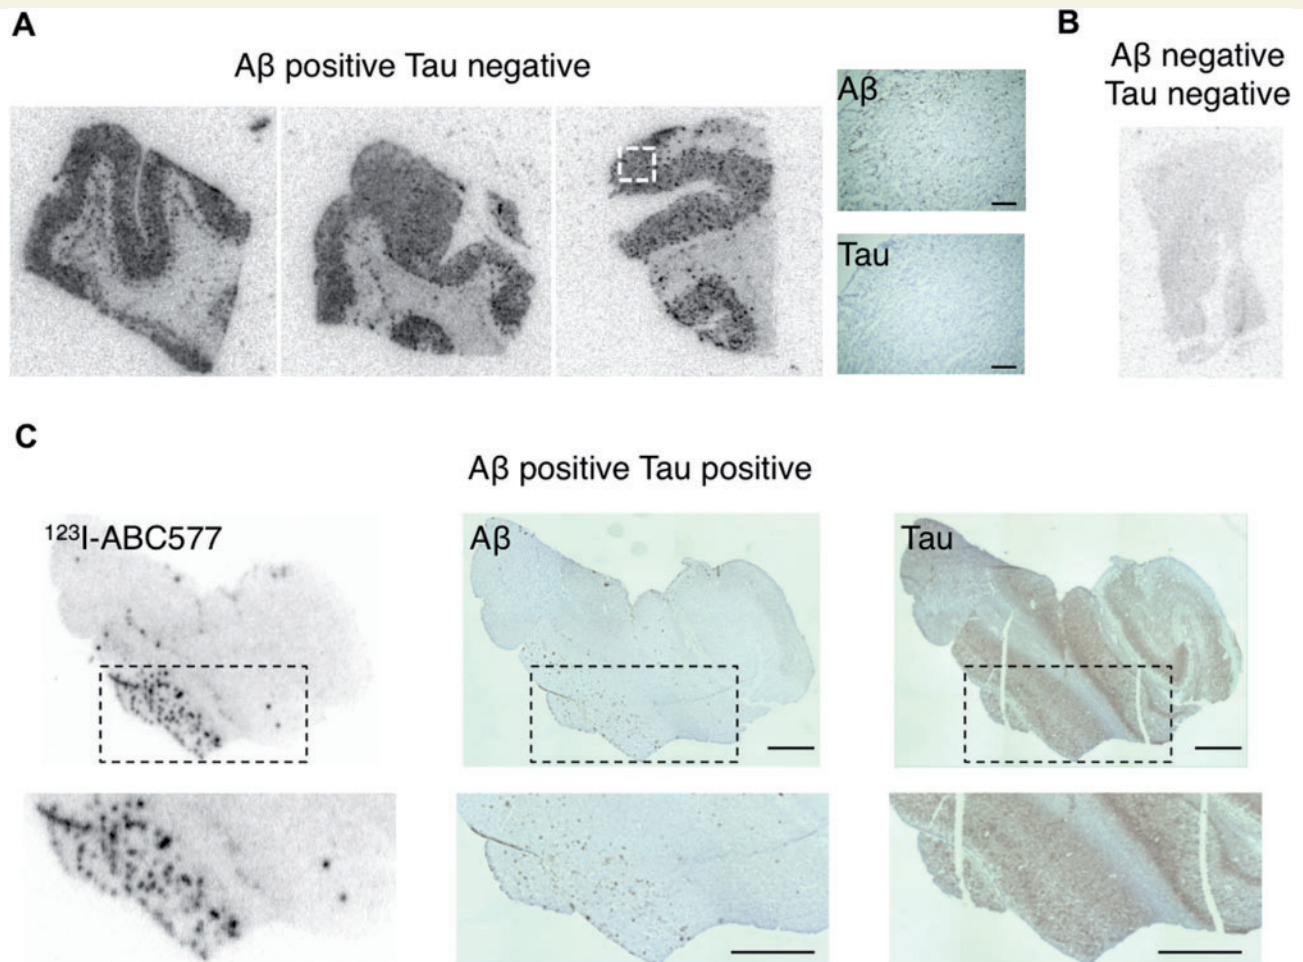 A
Aβ positive Tau negative
Aβ
Tau
B
Aβ negative
Tau negative
C
Aβ positive Tau positive
¹²³I-ABC577
Aβ
Tau